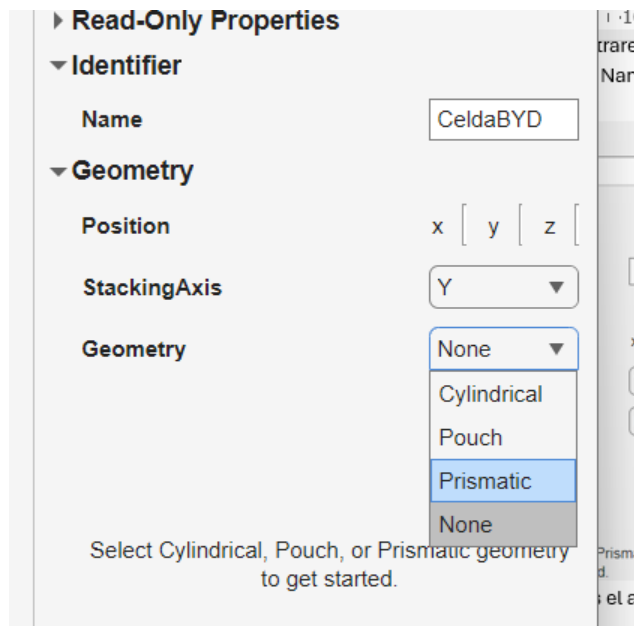 Read-Only Properties
Identifier
Name CeldaBYD
Geometry
Position x y z
StackingAxis Y
Geometry None
Cylindrical
Pouch
Prismatic
None
Select Cylindrical, Pouch, or Prismatic geometry
to get started.